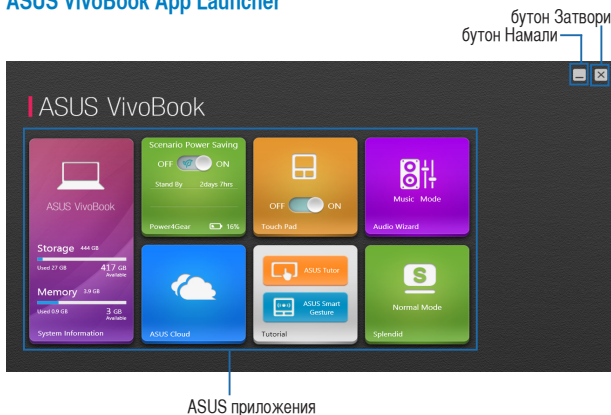 ASUS VivoBook App Launcher
бутон Затвори
бутон Намали
ASUS VivoBook
ASUS VivoBook
Storage 444 GB
Used 27 GB
417 GB
Available
Memory 3.9 GB
Used 0.9 GB
3 GB
Available
System Information
Scenario Power Saving
OFF ON
Stand By 2days 7hrs
Power4Gear 16%
OFF ON
Touch Pad
Music Mode
Audio Wizard
ASUS Cloud
ASUS Tutor
ASUS Smart
Gesture
Tutorial
S
Normal Mode
Splendid
ASUS приложения